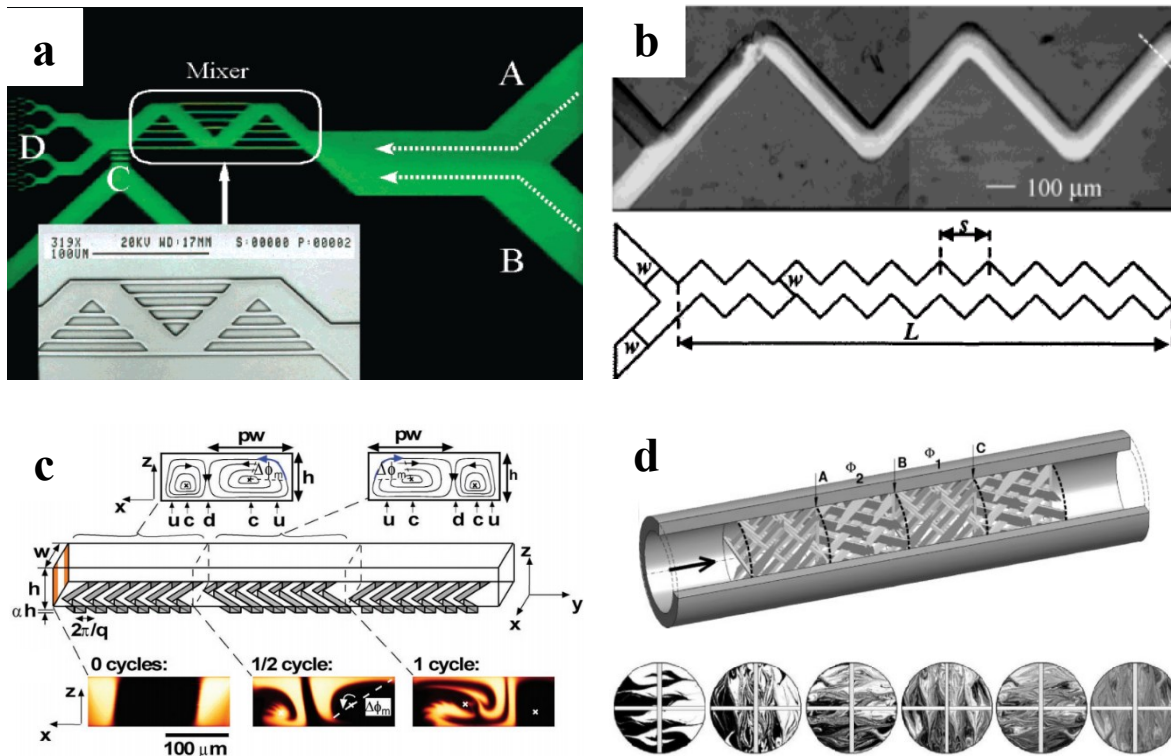 a
Mixer
A
D
C
B
319X 20KV WD:17MM S:00000 P:00002
100UM
b
100 μm
s
w
w
w
L
c
pw
pw
z
Δϕm
h
Δϕm
h
x
u c d c u
u c d c u
w
h
αh
2π/q
z
y
x
0 cycles:
1/2 cycle:
1 cycle:
z
Δϕm
x
100 μm
d
A Φ2 B Φ1 C